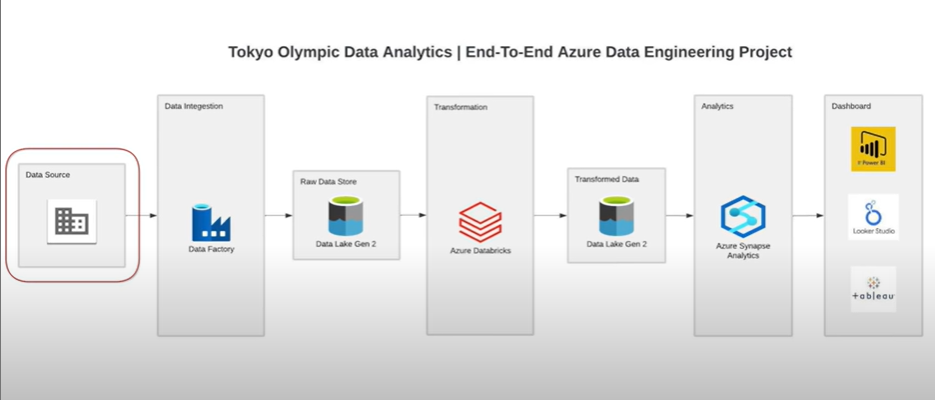 Tokyo Olympic Data Analytics | End-To-End Azure Data Engineering Project
Data Source
Data Integestion
Data Factory
Raw Data Store
Data Lake Gen 2
Transformation
Azure Databricks
Transformed Data
Data Lake Gen 2
Analytics
Azure Synapse
Analytics
Dashboard
Power BI
Looker Studio
+ableau